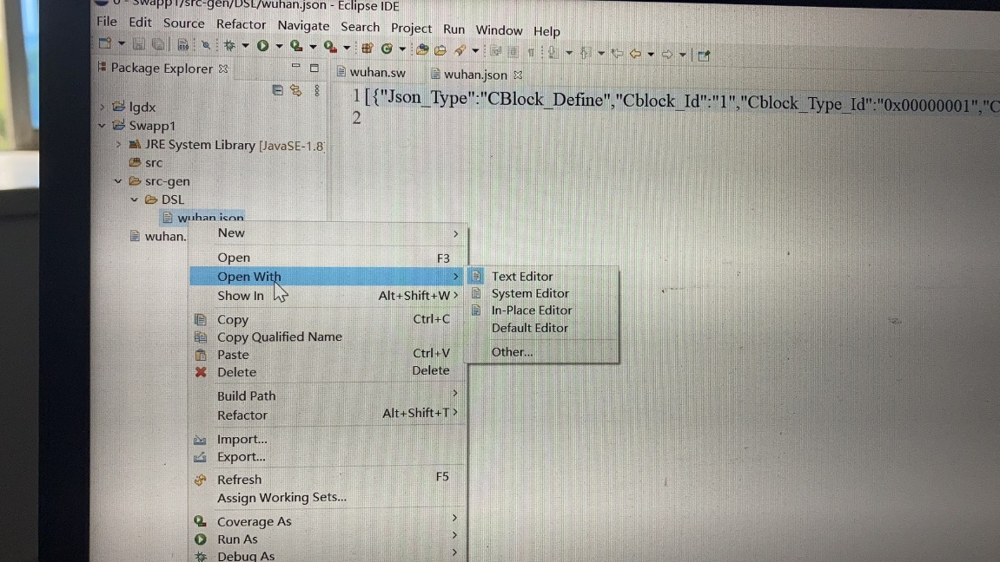 0 - Swapp1/src-gen/DSL/wuhan.json - Eclipse IDE
File Edit Source Refactor Navigate Search Project Run Window Help
Package Explorer
wuhan.sw wuhan.json
1 [{"Json_Type":"CBlock_Define","Cblock_Id":"1","Cblock_Type_Id":"0x00000001","C
2
lgdx
Swapp1
JRE System Library [JavaSE-1.8]
src
src-gen
DSL
wuhan.json
wuhan.
New
Open F3
Open With
Show In Alt+Shift+W
Copy Ctrl+C
Copy Qualified Name
Paste Ctrl+V
Delete Delete
Build Path
Refactor Alt+Shift+T
Import...
Export...
Refresh F5
Assign Working Sets...
Coverage As
Run As
Debug As
Text Editor
System Editor
In-Place Editor
Default Editor
Other...